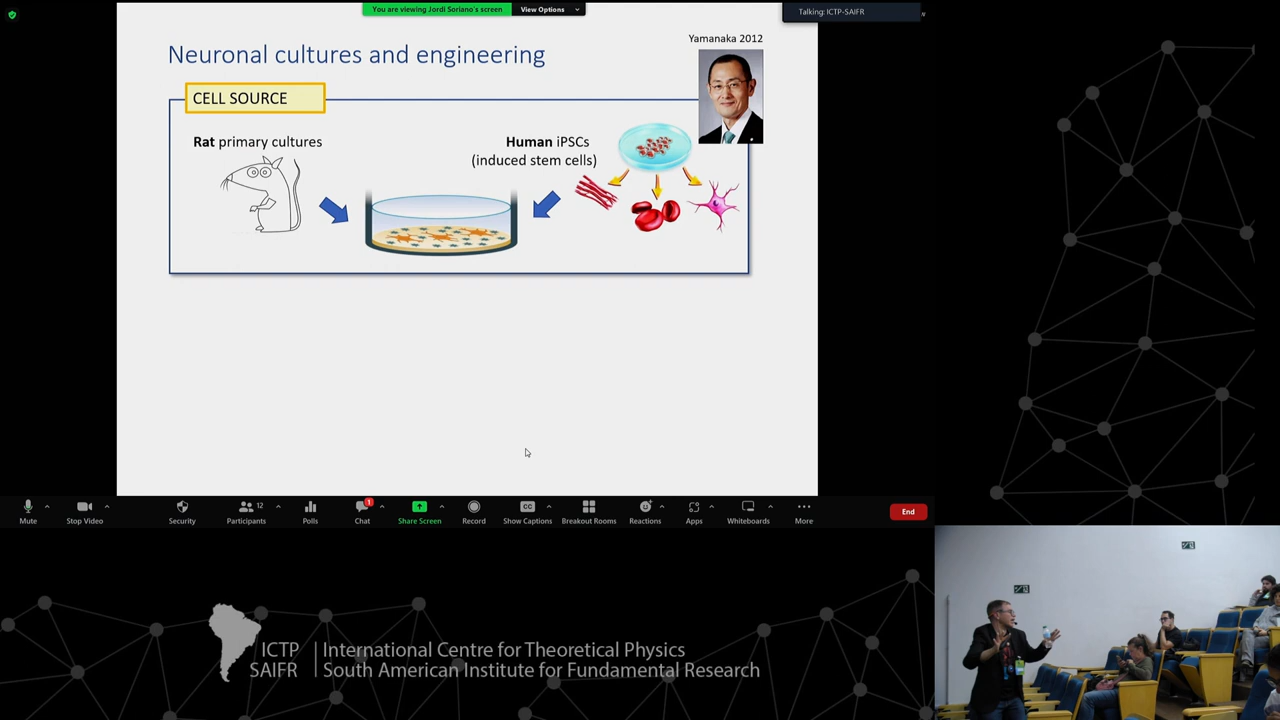 You are viewing Jordi Soriano's screen
View Options
Talking: ICTP-SAIFR
Neuronal cultures and engineering
Yamanaka 2012
CELL SOURCE
Rat primary cultures
Human iPSCs
(induced stem cells)
Mute
Stop Video
Security
Participants
12
Polls
Chat
1
Share Screen
Record
CC
Show Captions
Breakout Rooms
Reactions
Apps
Whiteboards
More
End
ICTP
SAIFR
International Centre for Theoretical Physics
South American Institute for Fundamental Research